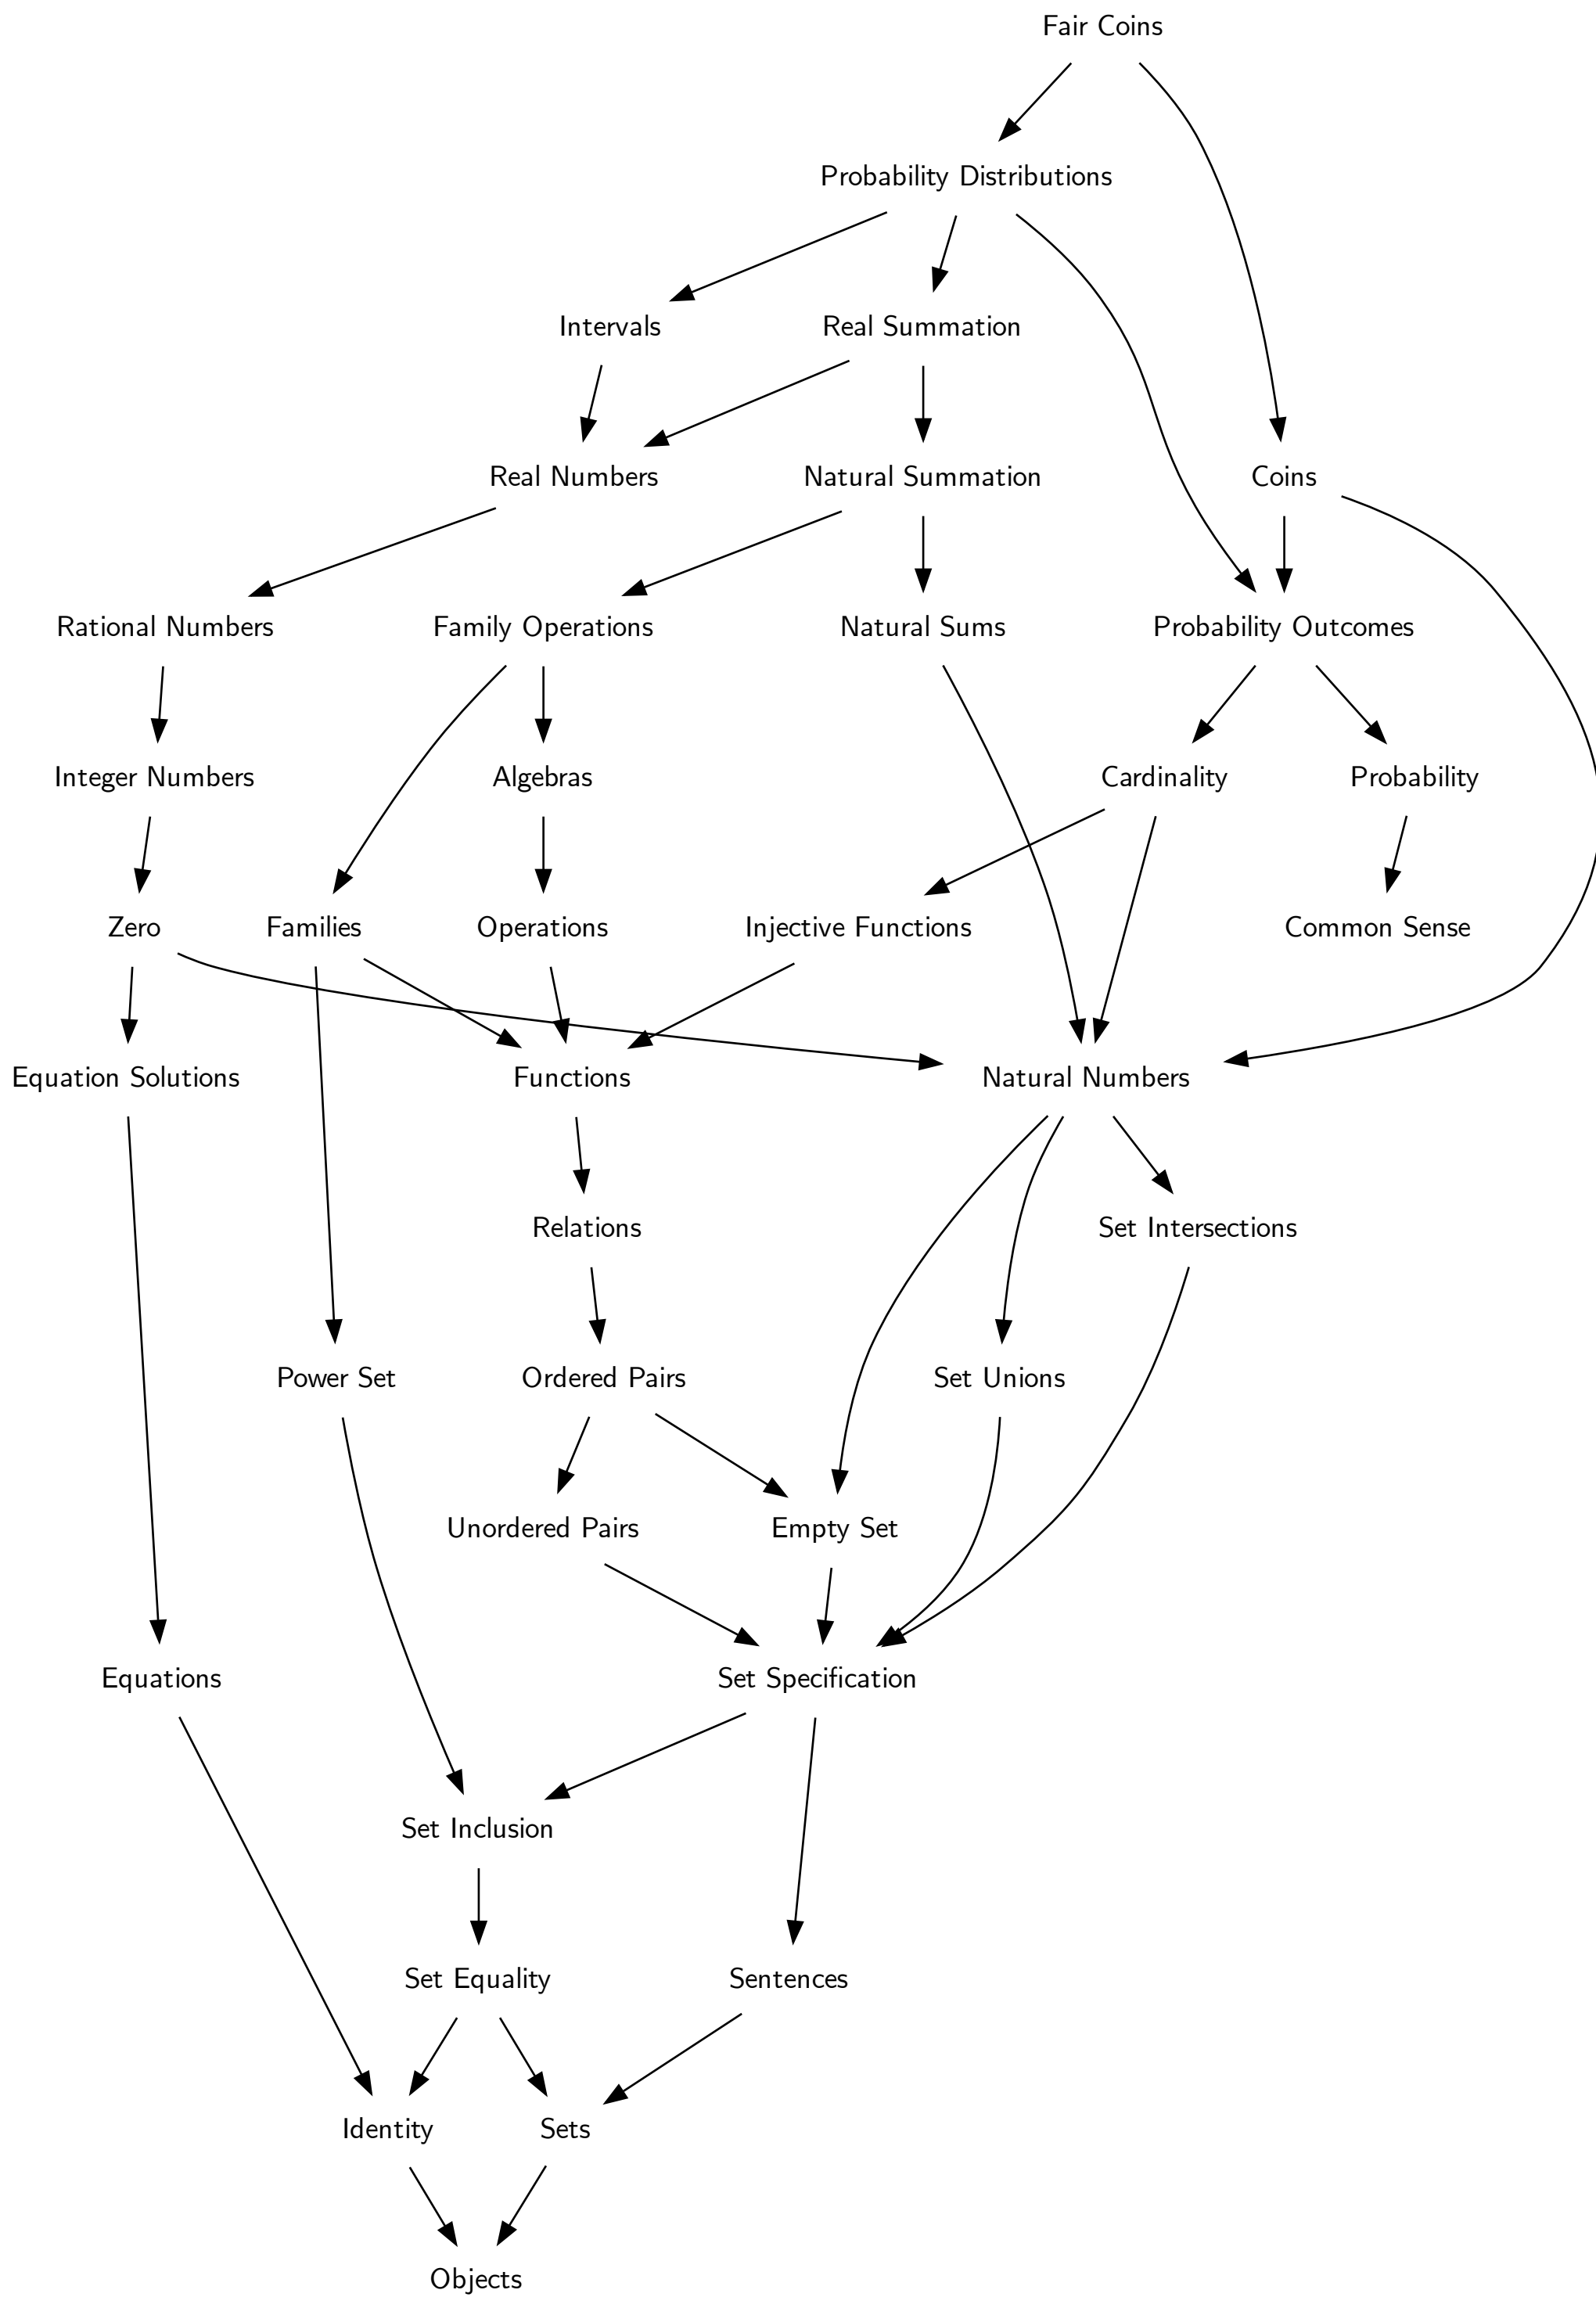 Fair Coins
Probability Distributions
Intervals
Real Summation
Real Numbers
Natural Summation
Coins
Rational Numbers
Family Operations
Natural Sums
Probability Outcomes
Integer Numbers
Algebras
Cardinality
Probability
Zero
Families
Operations
Injective Functions
Common Sense
Equation Solutions
Functions
Natural Numbers
Relations
Set Intersections
Power Set
Ordered Pairs
Set Unions
Unordered Pairs
Empty Set
Equations
Set Specification
Set Inclusion
Set Equality
Sentences
Identity
Sets
Objects